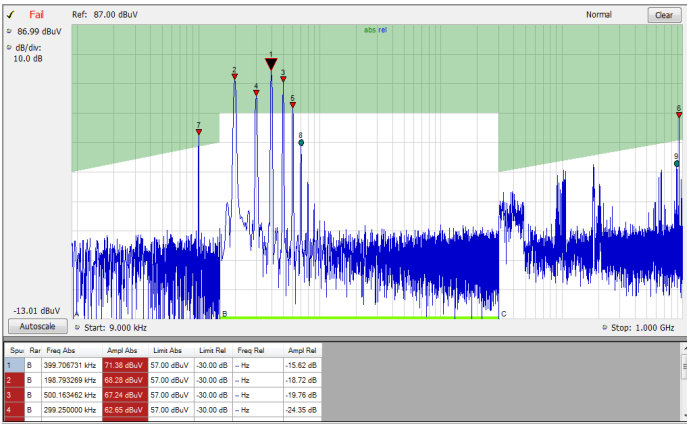 ✓ Fail Ref: 87.00 dBuV Normal Clear
86.99 dBuV
dB/div:
10.0 dB
abs rel
1
2
3
4
5
6
7
8
9
-13.01 dBuV
A B C
Autoscale Start: 9.000 kHz Stop: 1.000 GHz
Spu Rar Freq Abs Ampl Abs Limit Abs Limit Rel Freq Rel Ampl Rel
1 B 399.706731 kHz 71.38 dBuV 57.00 dBuV -30.00 dB -- Hz -15.62 dB
2 B 198.793269 kHz 68.28 dBuV 57.00 dBuV -30.00 dB -- Hz -18.72 dB
3 B 500.163462 kHz 67.24 dBuV 57.00 dBuV -30.00 dB -- Hz -19.76 dB
4 B 299.250000 kHz 62.65 dBuV 57.00 dBuV -30.00 dB -- Hz -24.35 dB